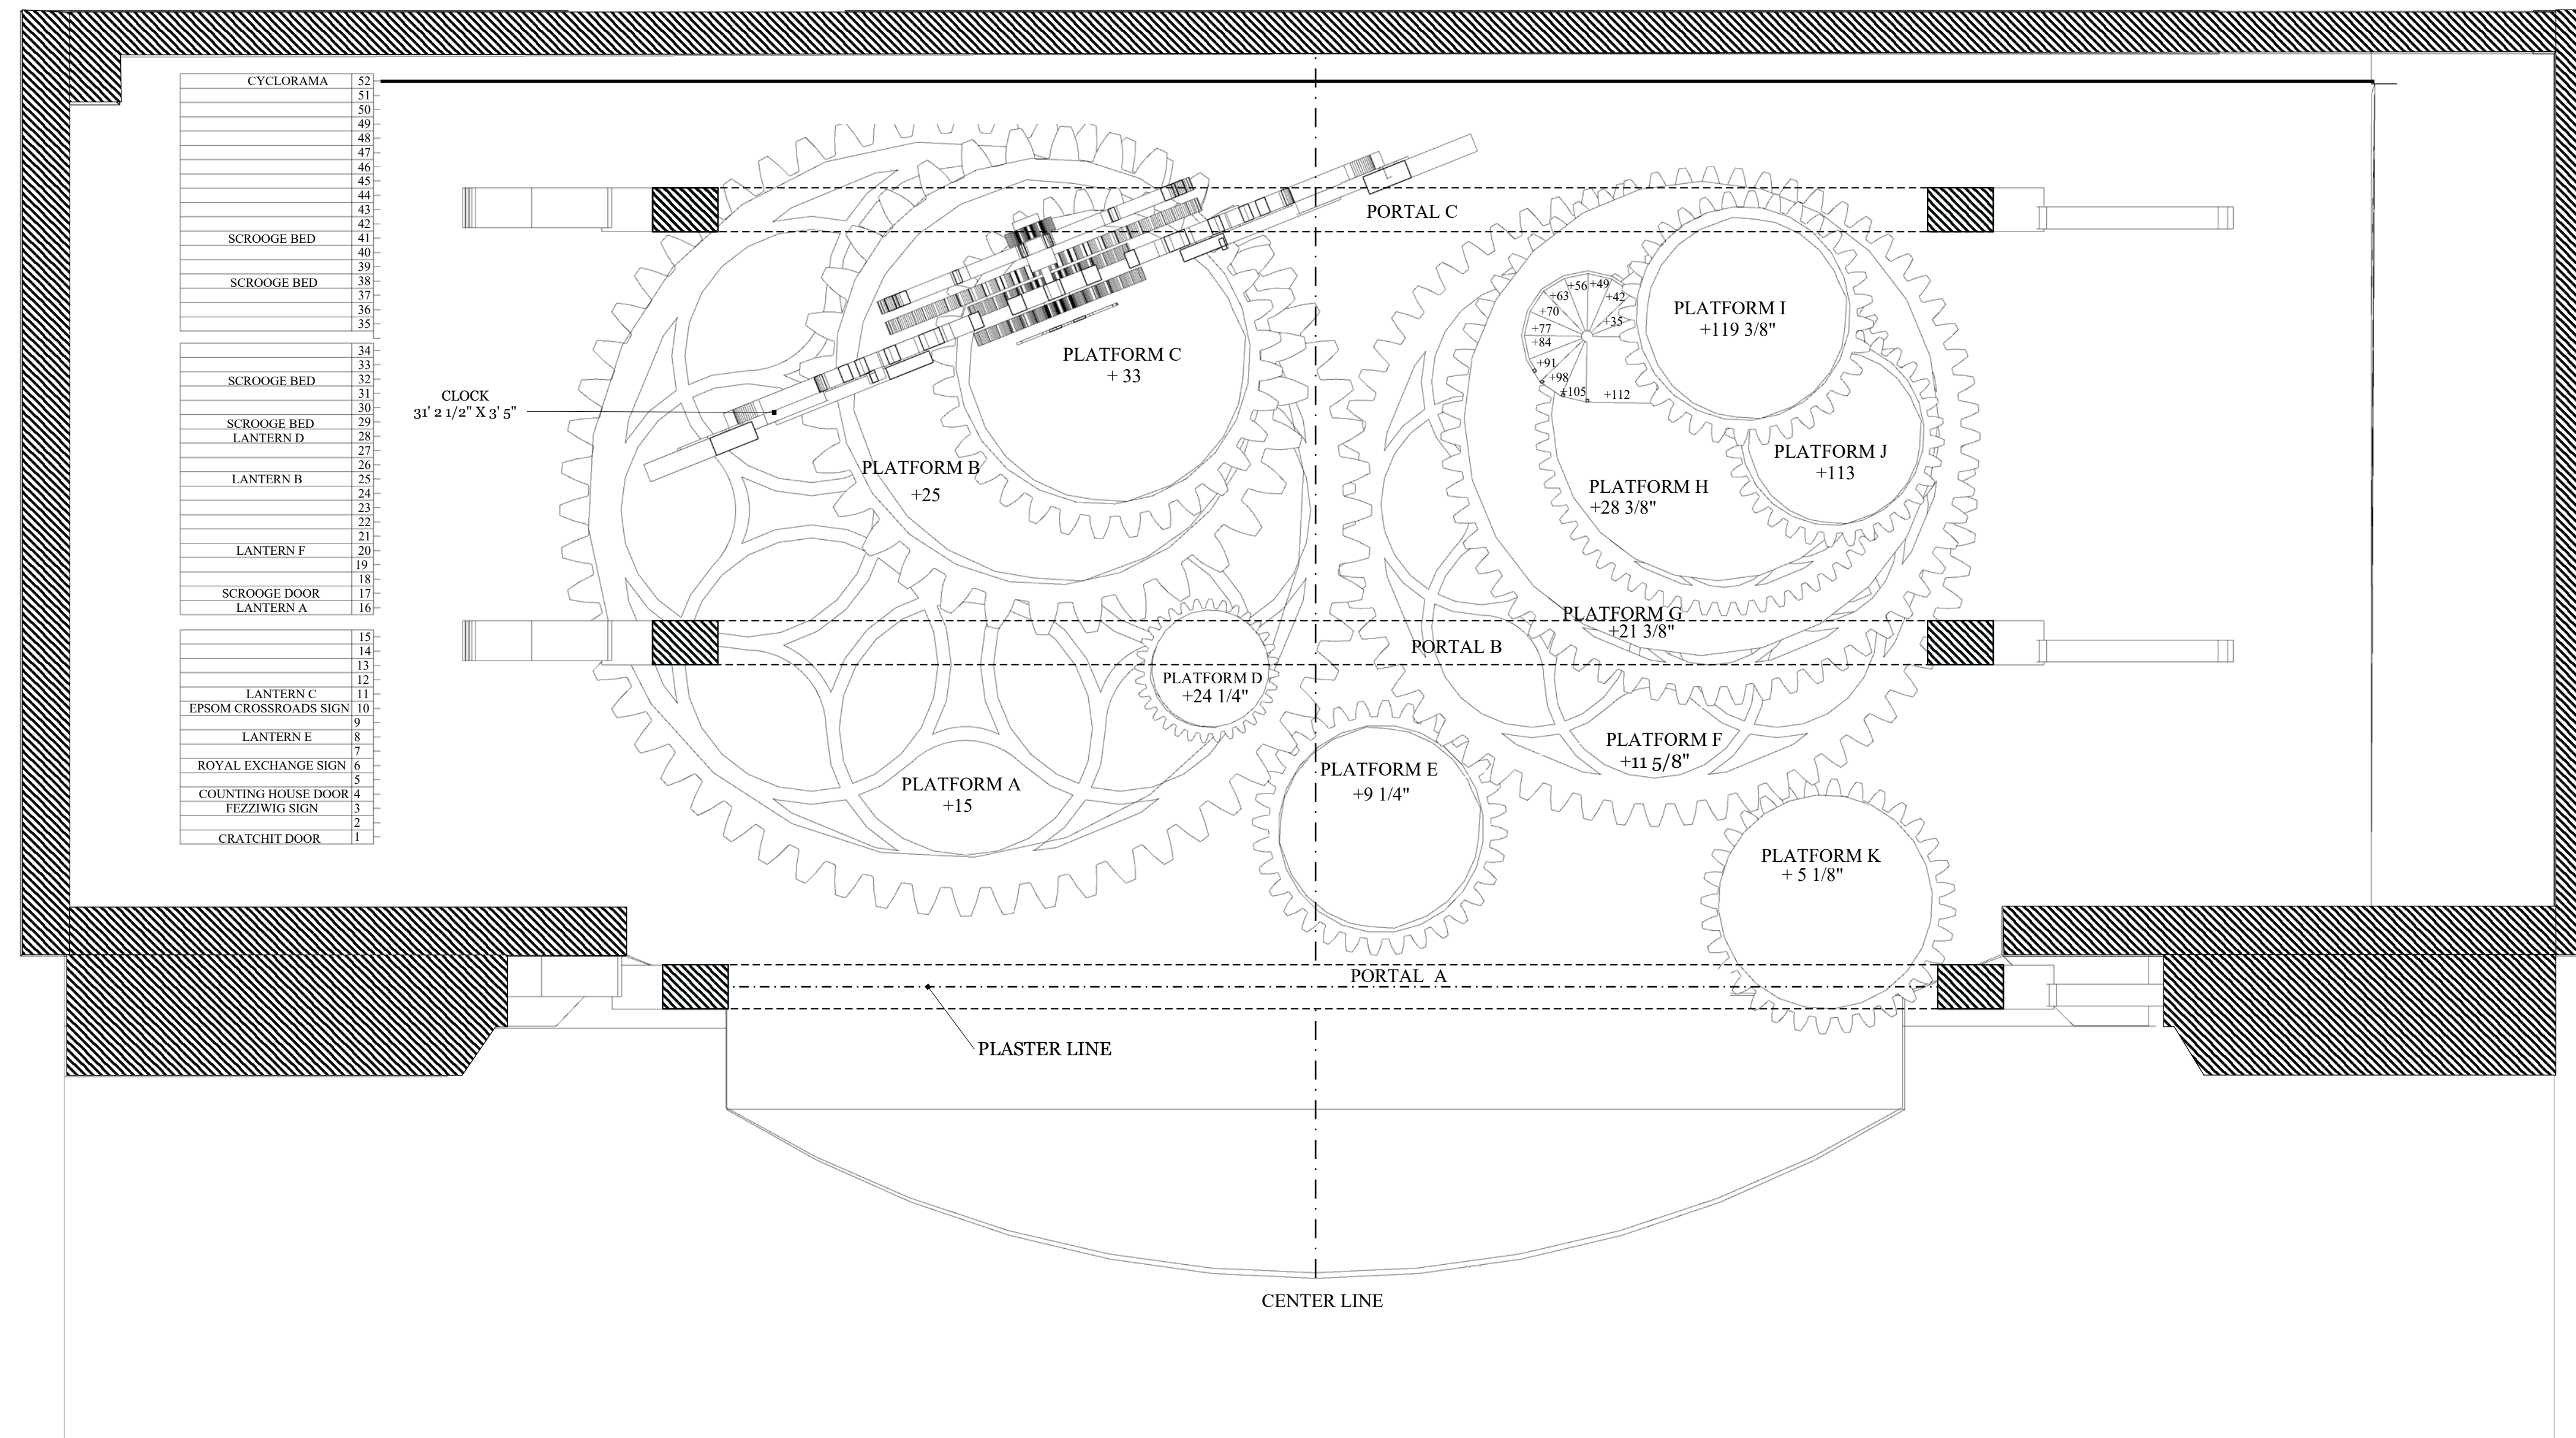 CYCLORAMA 52
51
50
49
48
47
46
45
44
43
42
SCROOGE BED 41
40
39
SCROOGE BED 38
37
36
35
34
33
SCROOGE BED 32
31
30
SCROOGE BED 29
LANTERN D 28
27
26
LANTERN B 25
24
23
22
21
LANTERN F 20
19
18
SCROOGE DOOR 17
LANTERN A 16
15
14
13
12
LANTERN C 11
EPSOM CROSSROADS SIGN 10
9
LANTERN E 8
7
ROYAL EXCHANGE SIGN 6
5
COUNTING HOUSE DOOR 4
FEZZIWIG SIGN 3
2
CRATCHIT DOOR 1
CLOCK
31' 2 1/2" X 3' 5"
PORTAL C
PLATFORM C
+ 33
PLATFORM B
+25
PLATFORM D
+24 1/4"
PLATFORM A
+15
PLATFORM E
+9 1/4"
+35
+42
+49
+56
+63
+70
+77
+84
+91
+98
+105
+112
PLATFORM I
+119 3/8"
PLATFORM J
+113
PLATFORM H
+28 3/8"
PLATFORM G
+21 3/8"
PORTAL B
PLATFORM F
+11 5/8"
PLATFORM K
+ 5 1/8"
PORTAL A
PLASTER LINE
CENTER LINE